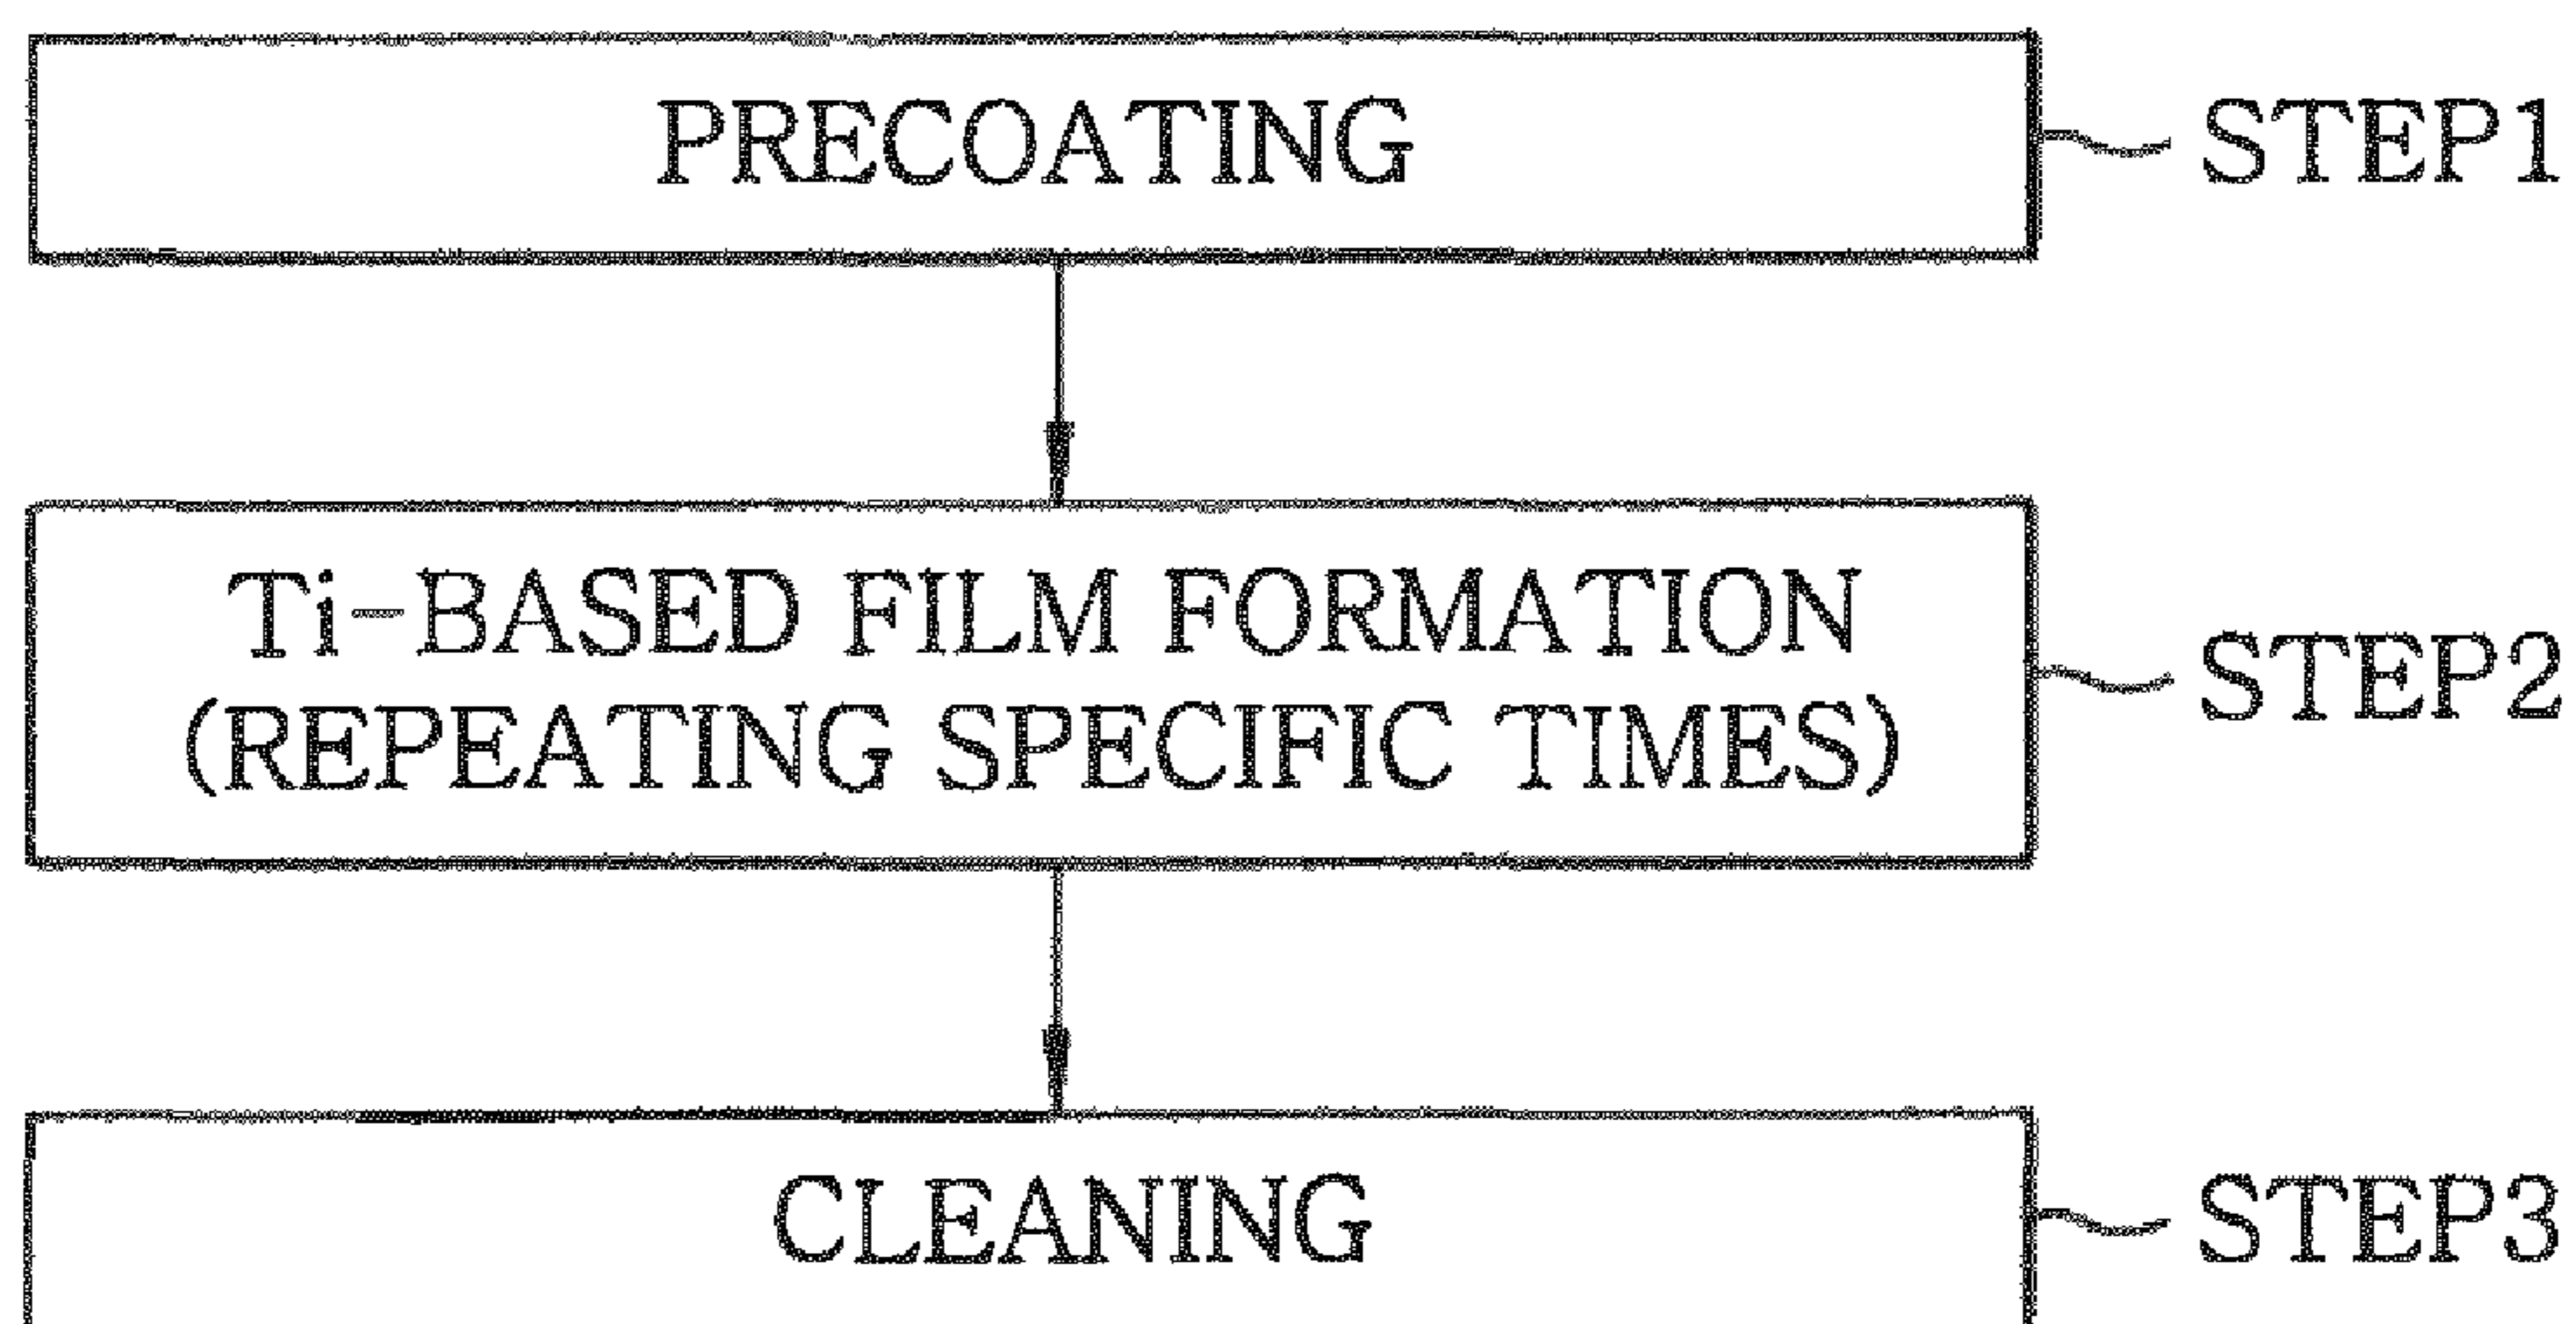 PRECOATING
STEP1
Ti-BASED FILM FORMATION
(REPEATING SPECIFIC TIMES)
STEP2
CLEANING
STEP3